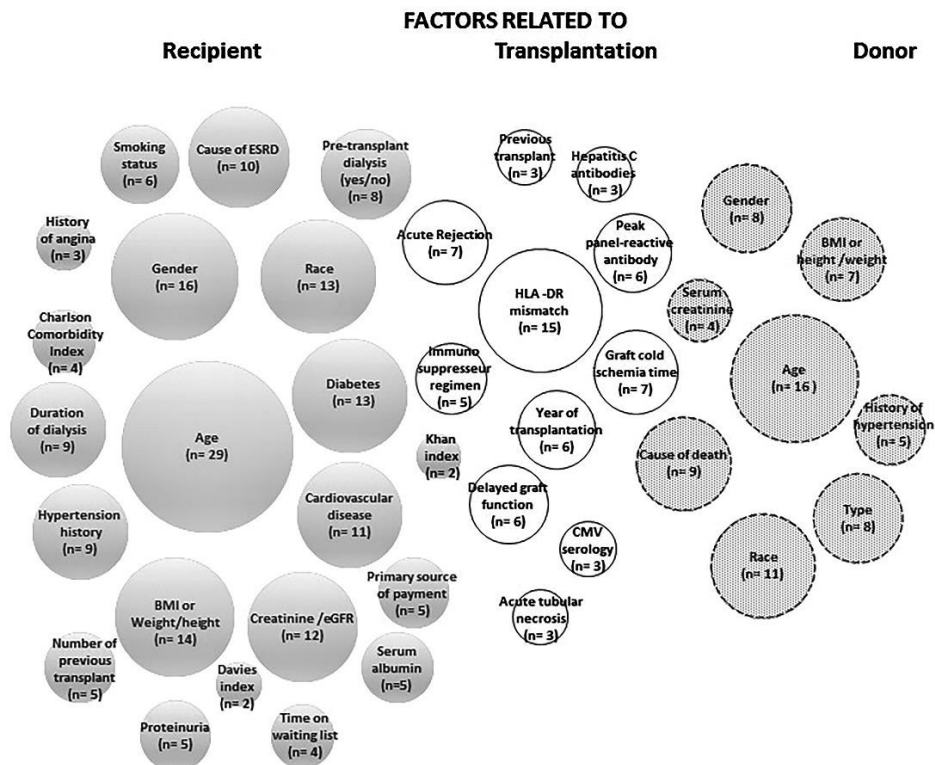 FACTORS RELATED TO
Recipient
Transplantation
Donor
Smoking
status
(n= 6)
Cause of ESRD
(n= 10)
Pre-transplant
dialysis
(yes/no)
(n= 8)
History
of angina
(n= 3)
Gender
(n= 16)
Race
(n= 13)
Charlson
Comorbidity
Index
(n= 4)
Diabetes
(n= 13)
Duration
of dialysis
(n= 9)
Age
(n= 29)
Khan
index
(n= 2)
Hypertension
history
(n= 9)
Cardiovascular
disease
(n= 11)
BMI or
Weight/height
(n= 14)
Creatinine /eGFR
(n= 12)
Primary source
of payment
(n= 5)
Number of
previous
transplant
(n= 5)
Davies
index
(n= 2)
Serum
albumin
(n=5)
Proteinuria
(n= 5)
Time on
waiting list
(n= 4)
Previous
transplant
(n= 3)
Hepatitis C
antibodies
(n= 3)
Acute Rejection
(n= 7)
Peak
panel-reactive
antibody
(n= 6)
HLA -DR
mismatch
(n= 15)
Immuno
suppresseur
regimen
(n= 5)
Graft cold
schemia time
(n= 7)
Year of
transplantation
(n= 6)
Delayed graft
function
(n= 6)
CMV
serology
(n= 3)
Acute tubular
necrosis
(n= 3)
Gender
(n= 8)
BMI or
height /weight
(n= 7)
Serum
creatinine
(n= 4)
Age
(n= 16 )
History of
hypertension
(n= 5)
Cause of death
(n= 9)
Type
(n= 8)
Race
(n= 11)